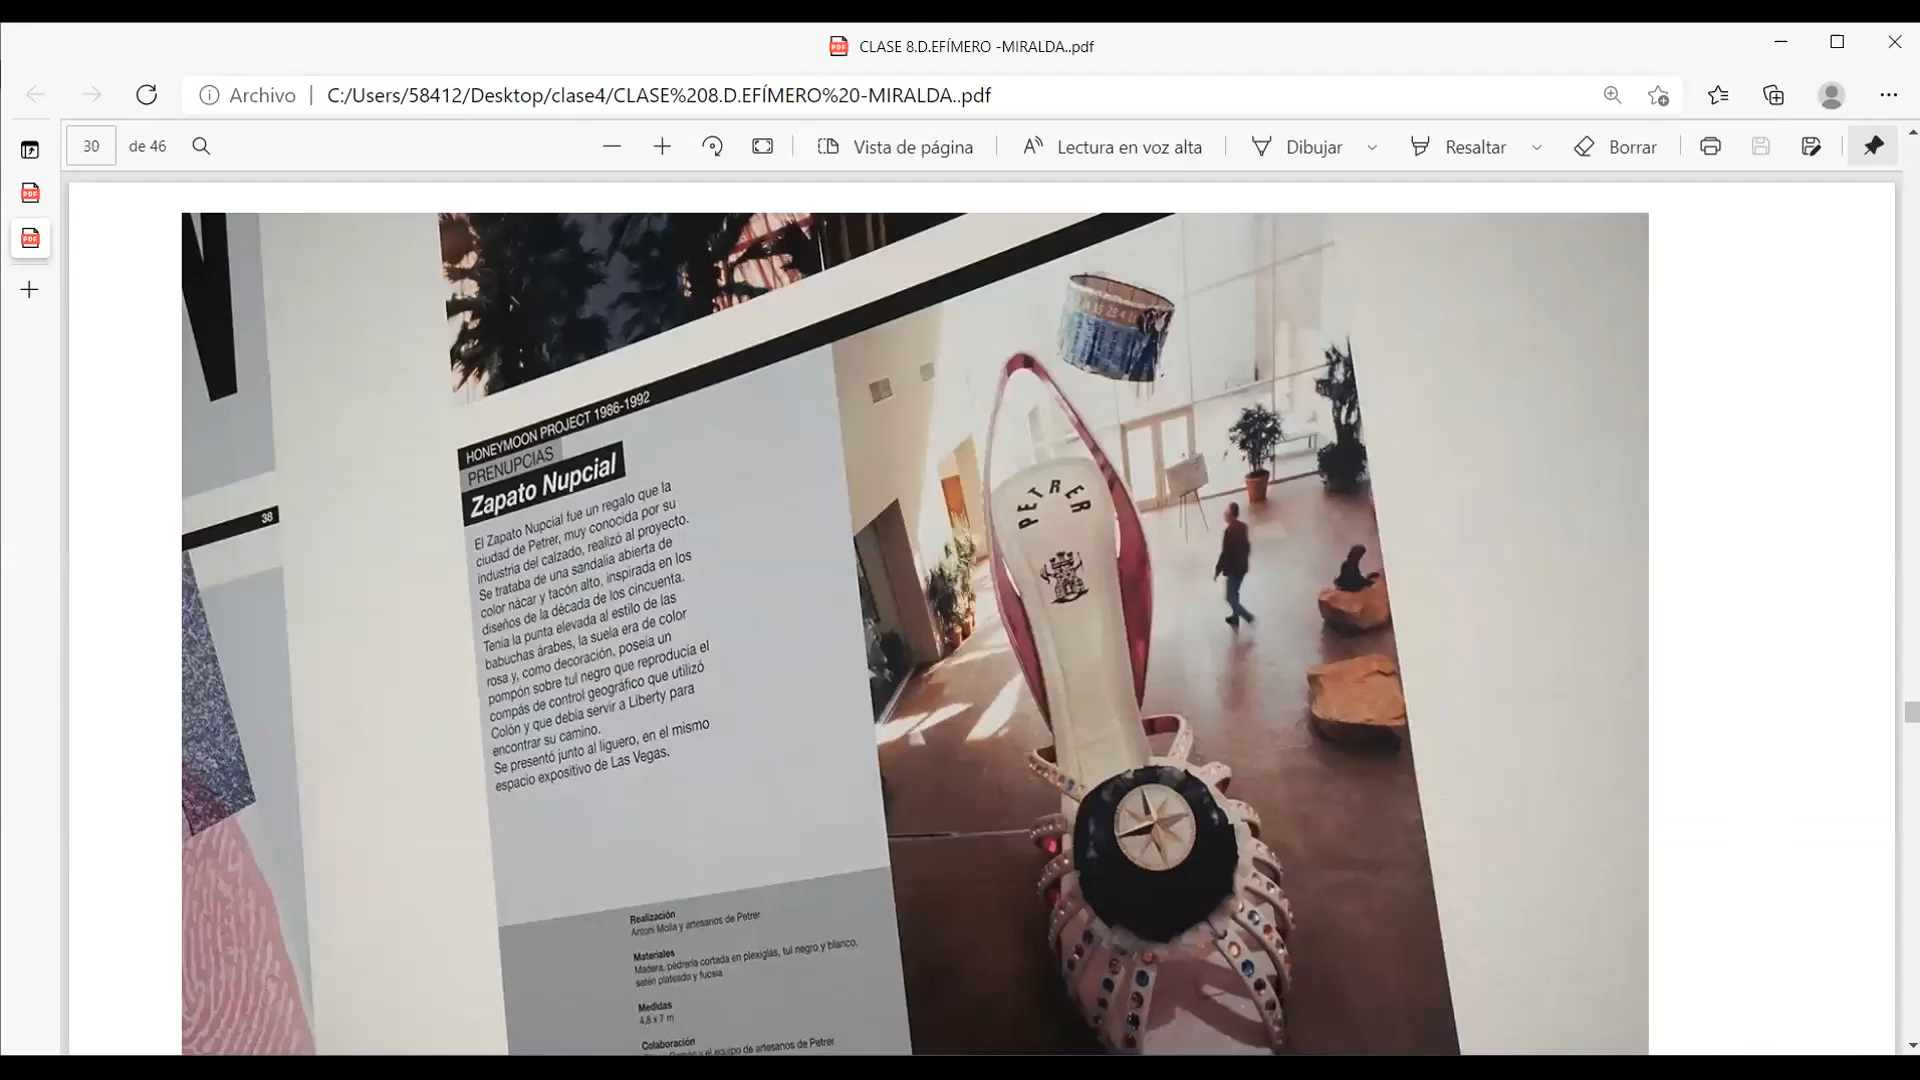 CLASE 8.D.EFÍMERO -MIRALDA..pdf
Archivo
C:/Users/58412/Desktop/clase4/CLASE%208.D.EFÍMERO%20-MIRALDA..pdf
30 de 46
Vista de página
Lectura en voz alta
Dibujar
Resaltar
Borrar
38
HONEYMOON PROJECT 1986-1992
PRENUPCIAS
Zapato Nupcial
El Zapato Nupcial fue un regalo que la
ciudad de Petrer, muy conocida por su
industria del calzado, realizó al proyecto.
Se trataba de una sandalia abierta de
color nácar y tacón alto, inspirada en los
diseños de la década de los cincuenta.
Tenía la punta elevada al estilo de las
babuchas árabes, la suela era de color
rosa y, como decoración, poseía un
pompón sobre tul negro que reproducía el
compás de control geográfico que utilizó
Colón y que debía servir a Liberty para
encontrar su camino.
Se presentó junto al liguero, en el mismo
espacio expositivo de Las Vegas.
Realización
Antoni Molla y artesanos de Petrer
Materiales
Madera, pedrería cortada en plexiglás, tul negro y blanco,
satén plateado y fucsia
Medidas
4,8 x 7 m
Colaboración
y el equipo de artesanos de Petrer
PETRER